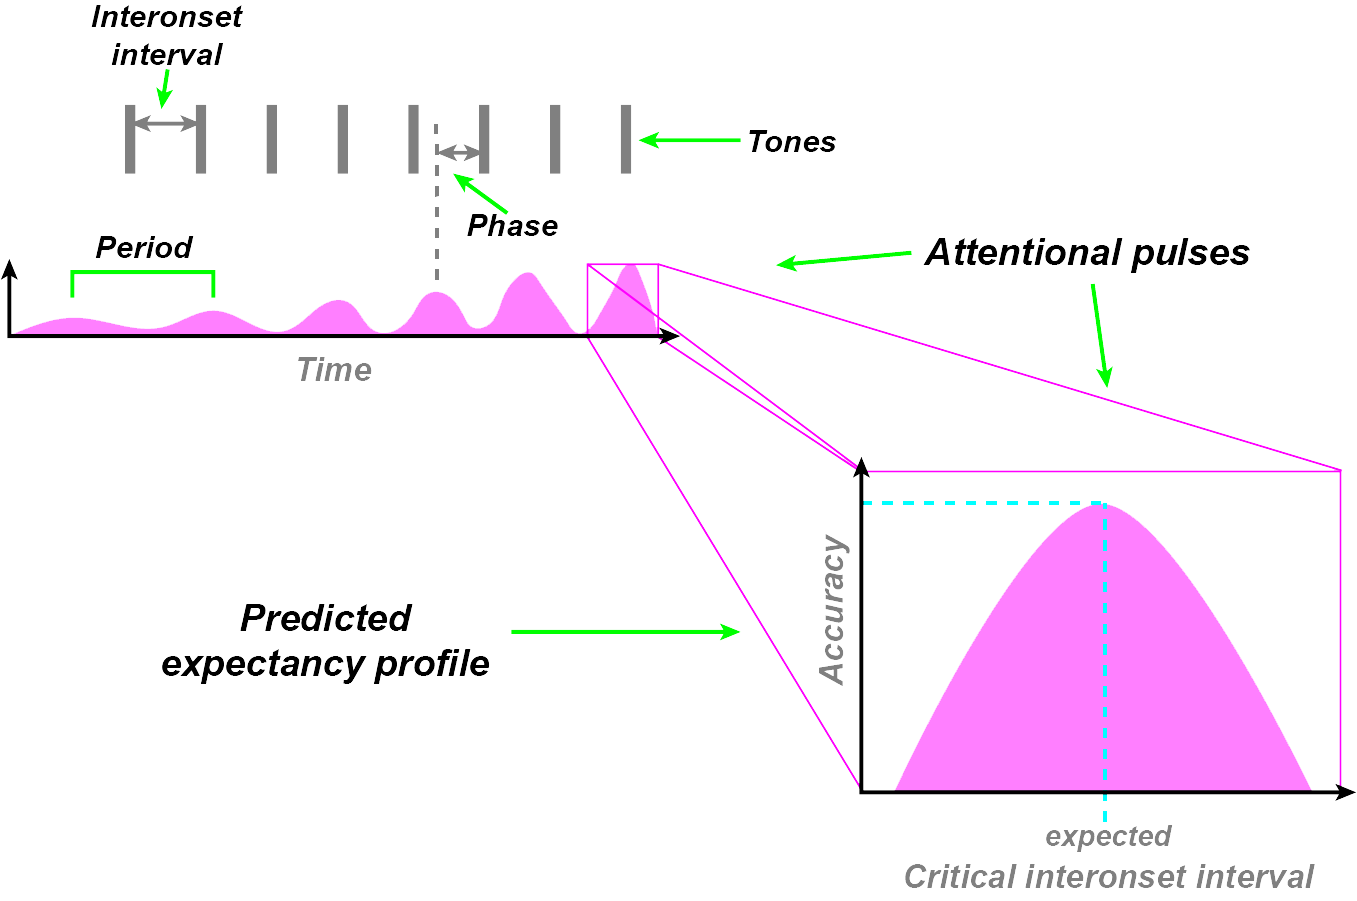 Interonset
interval
Tones
Phase
Period
Attentional pulses
Time
Predicted
expectancy profile
Accuracy
expected
Critical interonset interval